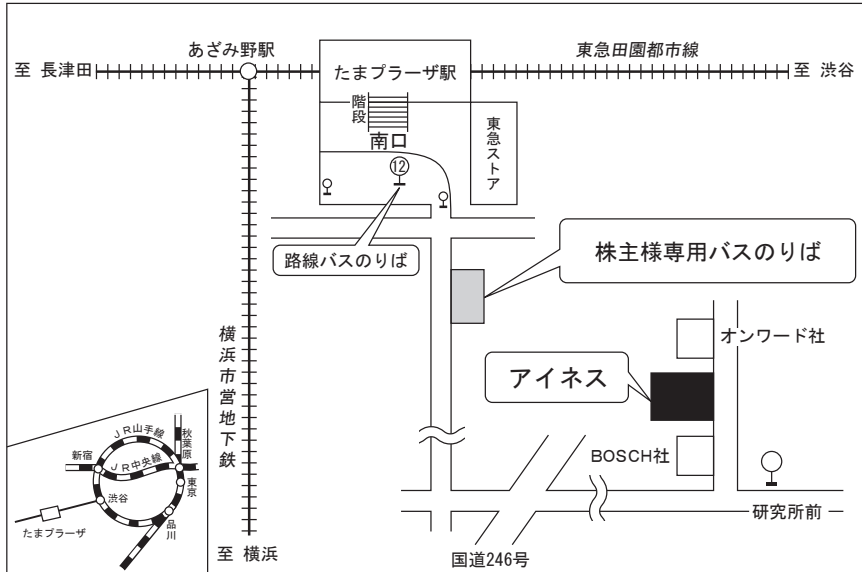 あざみ野駅
東急田園都市線
至 長津田
たまプラーザ駅
至 渋谷
階段
南口
東急ストア
12
路線バスのりば
株主様専用バスのりば
横浜市営地下鉄
オンワード社
アイネス
BOSCH社
研究所前
国道246号
至 横浜
JR山手線
秋葉原
新宿
JR中央線
東京
渋谷
品川
たまプラーザ